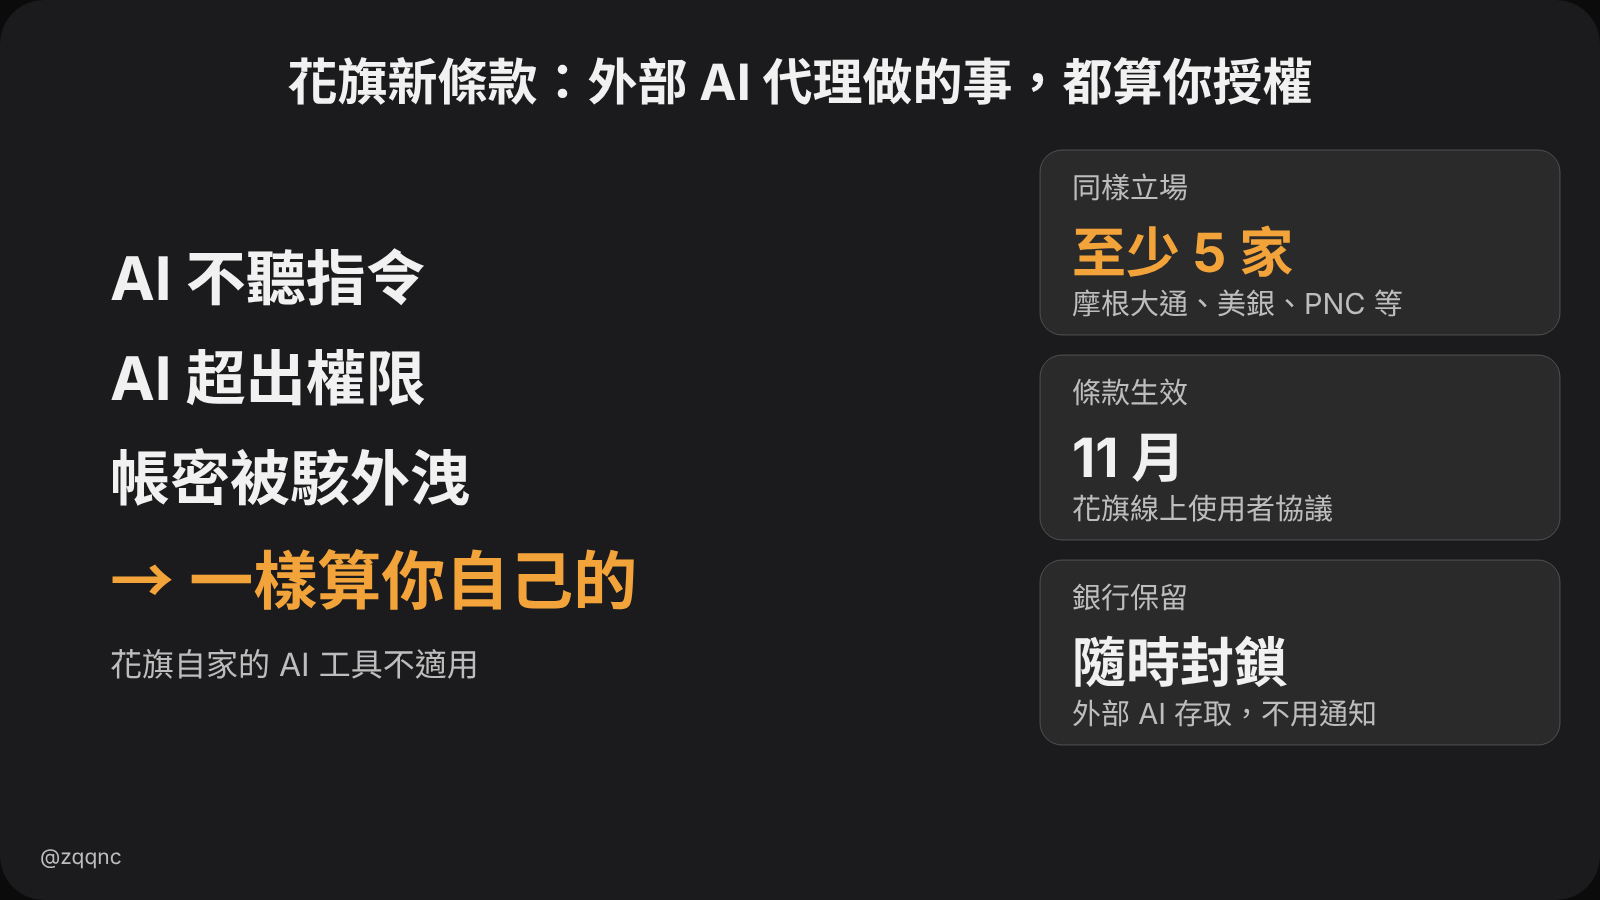 花旗新條款：外部 AI 代理做的事，都算你授權
AI 不聽指令
AI 超出權限
帳密被駭外洩
→ 一樣算你自己的
花旗自家的 AI 工具不適用
同樣立場
至少 5 家
摩根大通、美銀、PNC 等
條款生效
11 月
花旗線上使用者協議
銀行保留
隨時封鎖
外部 AI 存取，不用通知
@zqqnc